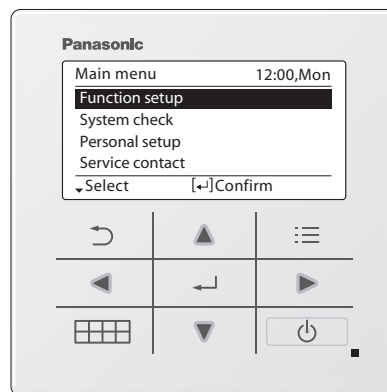 Panasonic
Main menu 12:00,Mon
Function setup
System check
Personal setup
Service contact
Select [↵]Confirm